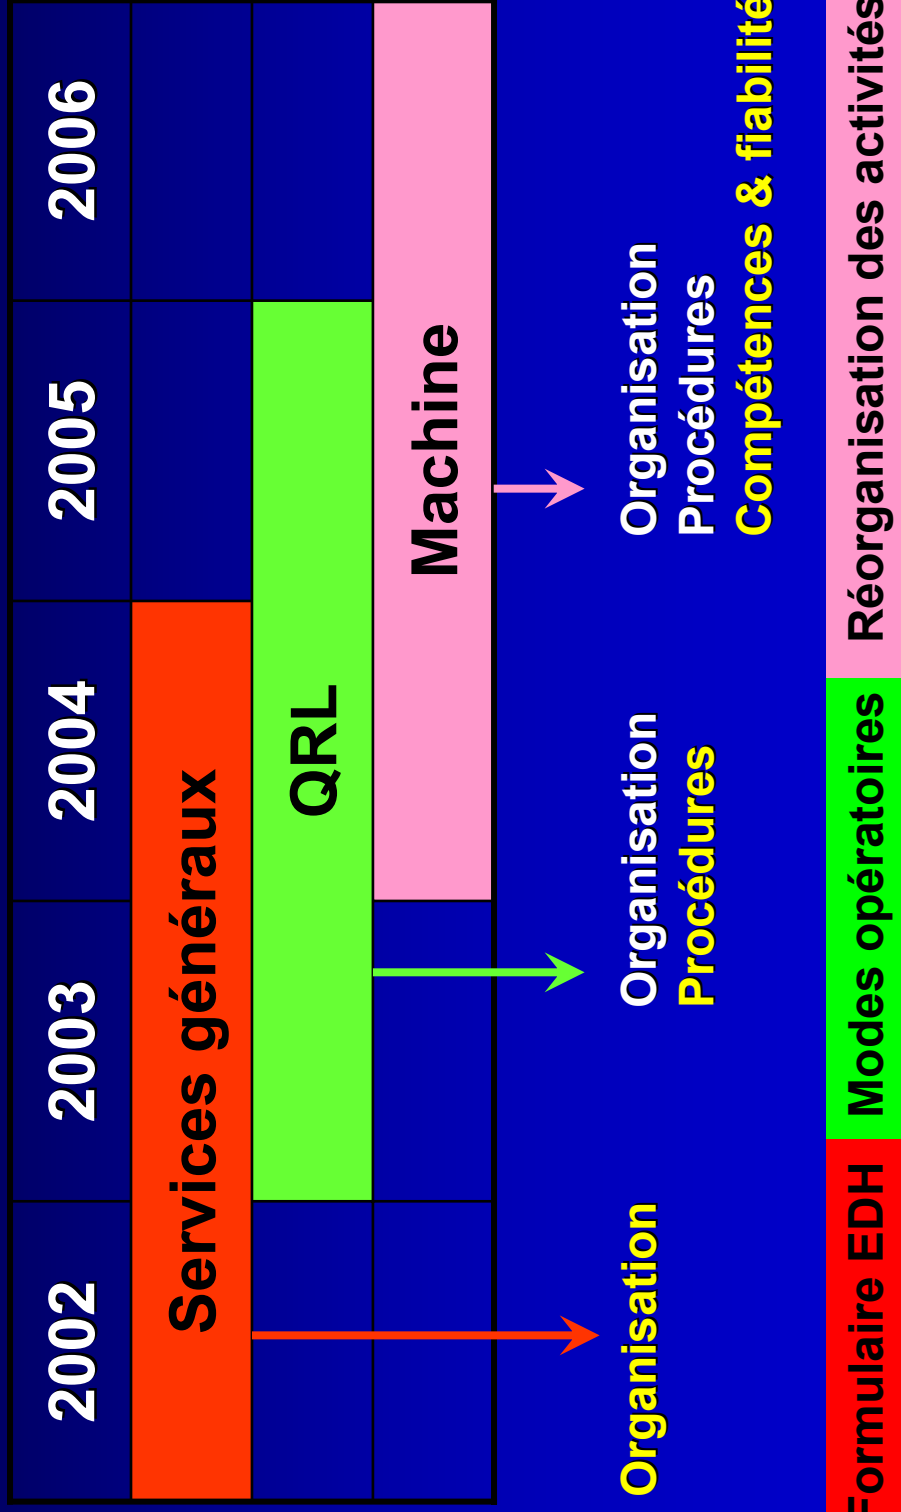 2002 2003 2004 2005 2006
Services généraux
QRL
Machine
Organisation
Organisation
Procédures
Organisation
Procédures
Compétences & fiabilité
Formulaire EDH
Modes opératoires
Réorganisation des activités